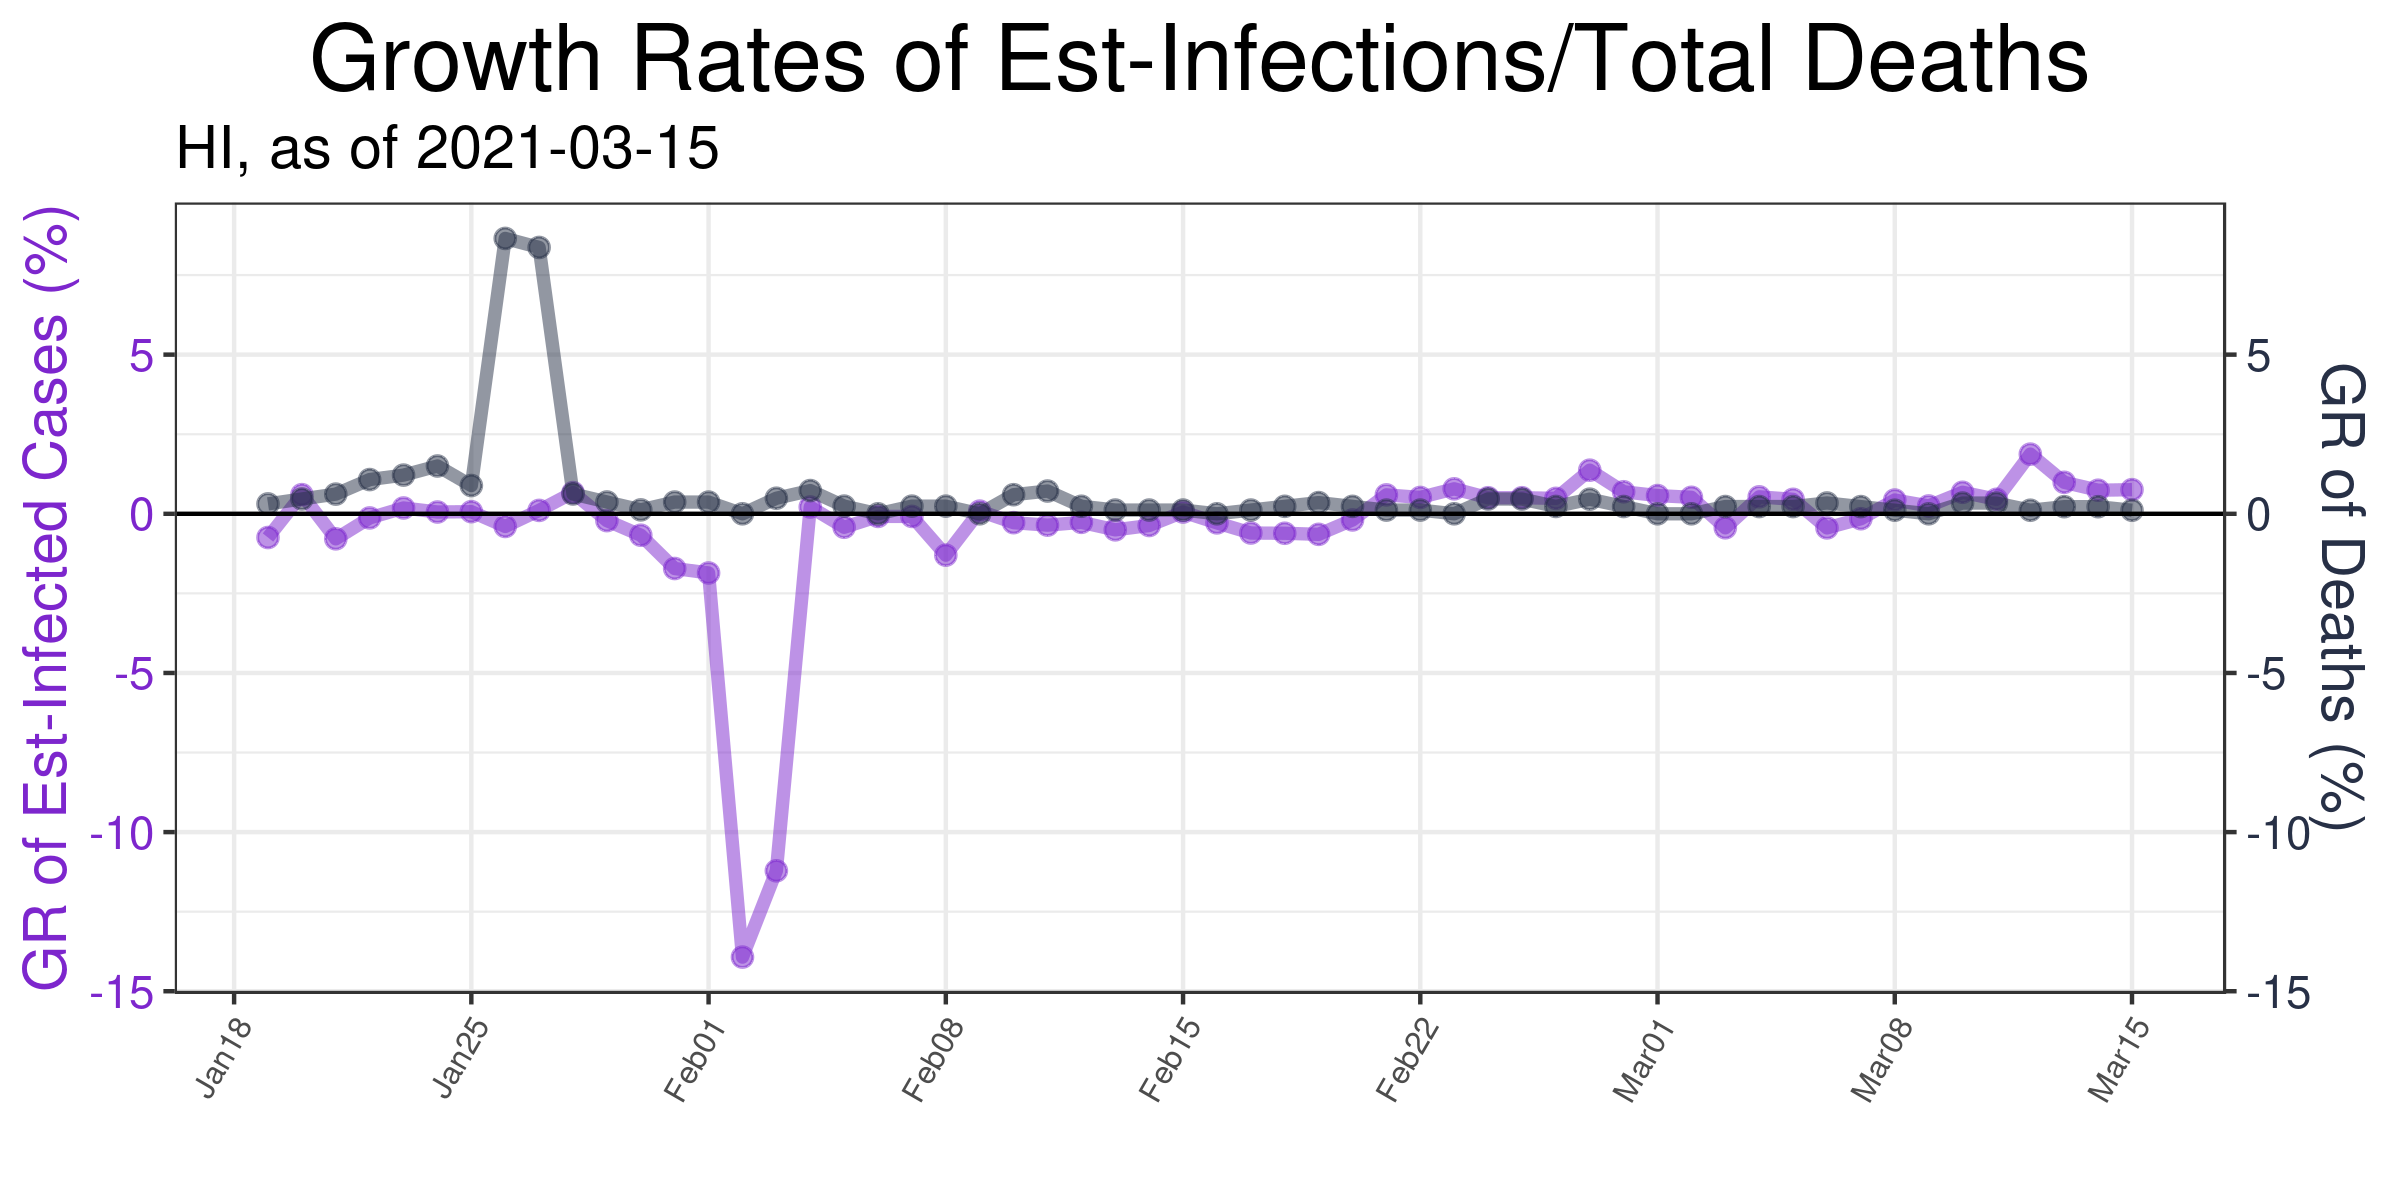 Growth Rates of Est-Infections/Total Deaths
HI, as of 2021-03-15
GR of Est-Infected Cases (%)
5
0
-5
-10
-15
5
0
-5
-10
-15
GR of Deaths (%)
Jan18
Jan25
Feb01
Feb08
Feb15
Feb22
Mar01
Mar08
Mar15